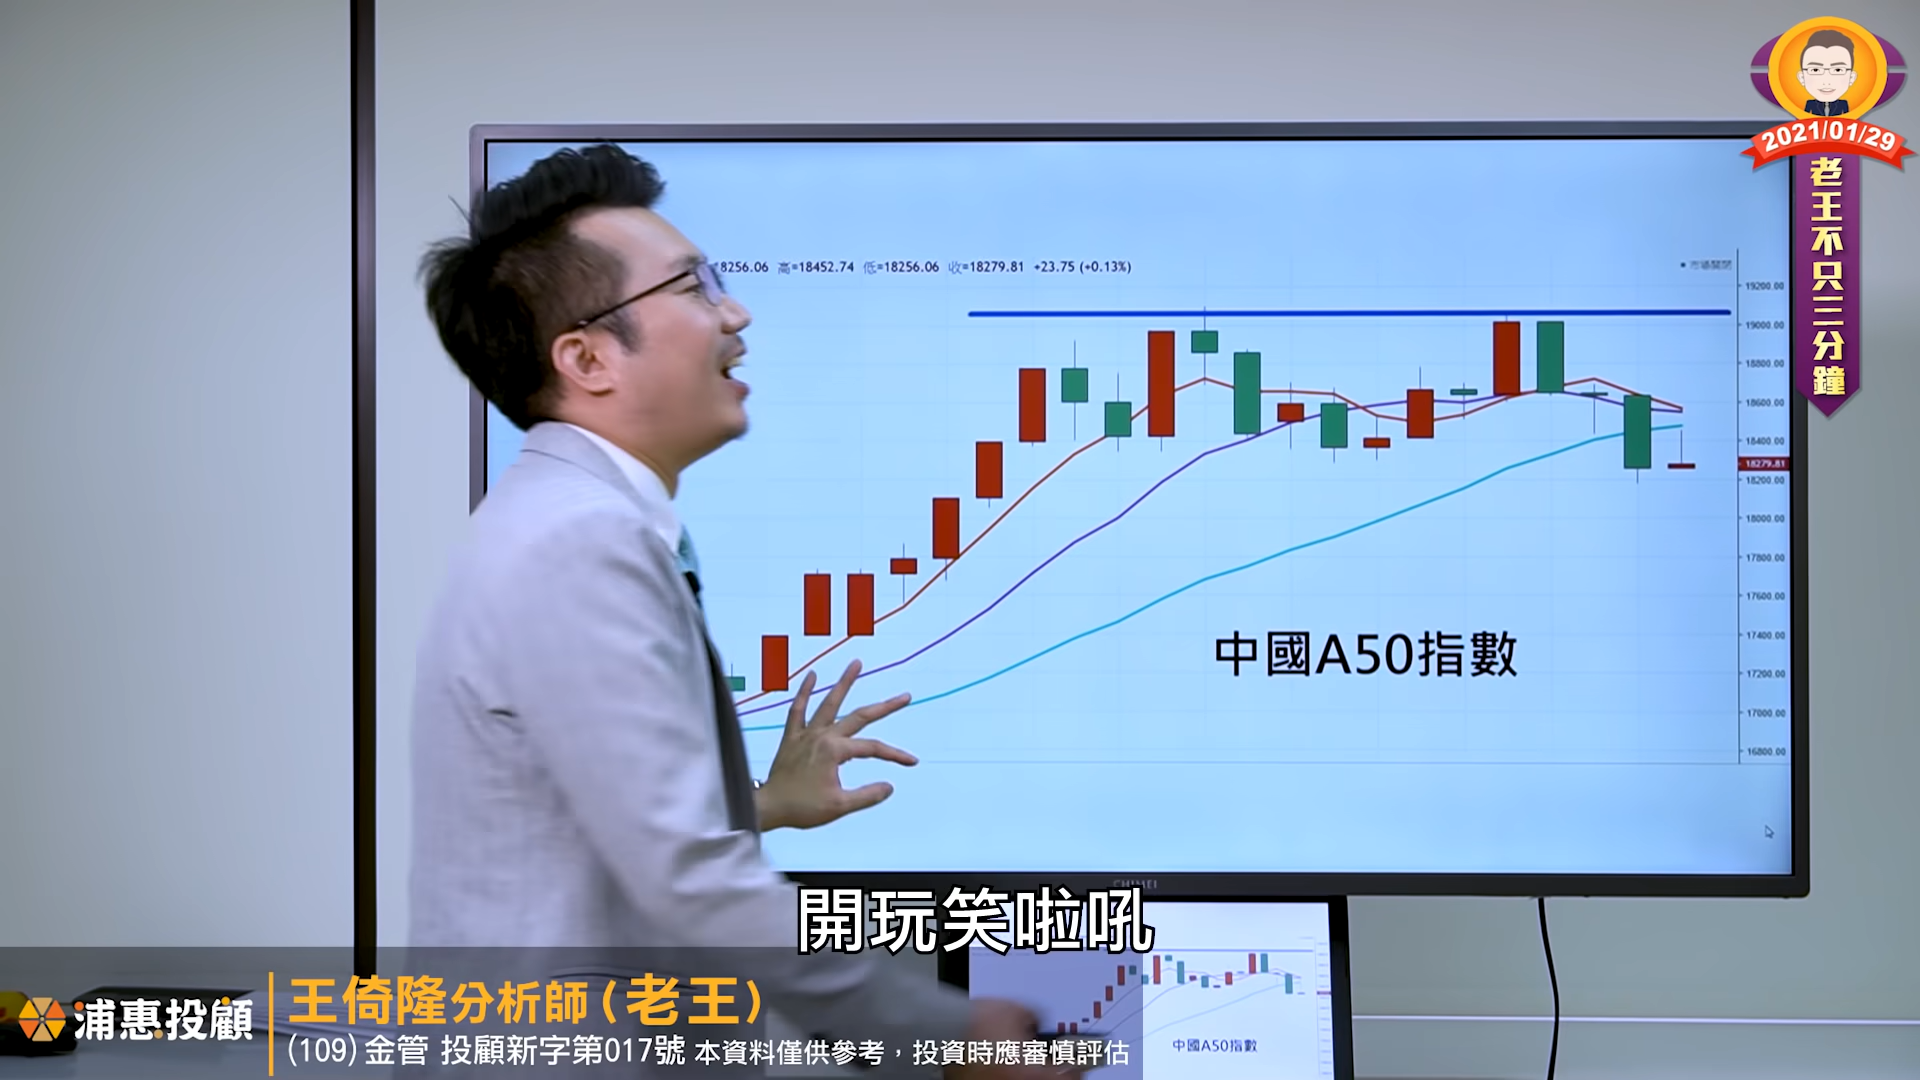 2021/01/29
老王不只三分鐘
8256.06 高=18452.74 低=18256.06 收=18279.81 +23.75 (+0.13%)
市場關閉
19200.00
19000.00
18800.00
18600.00
18400.00
18279.81
18200.00
18000.00
17800.00
17600.00
17400.00
17200.00
17000.00
16800.00
中國A50指數
CHIMEI
開玩笑啦吼
中國A50指數
浦惠投顧
王倚隆分析師(老王)
(109)金管 投顧新字第017號 本資料僅供參考，投資時應審慎評估